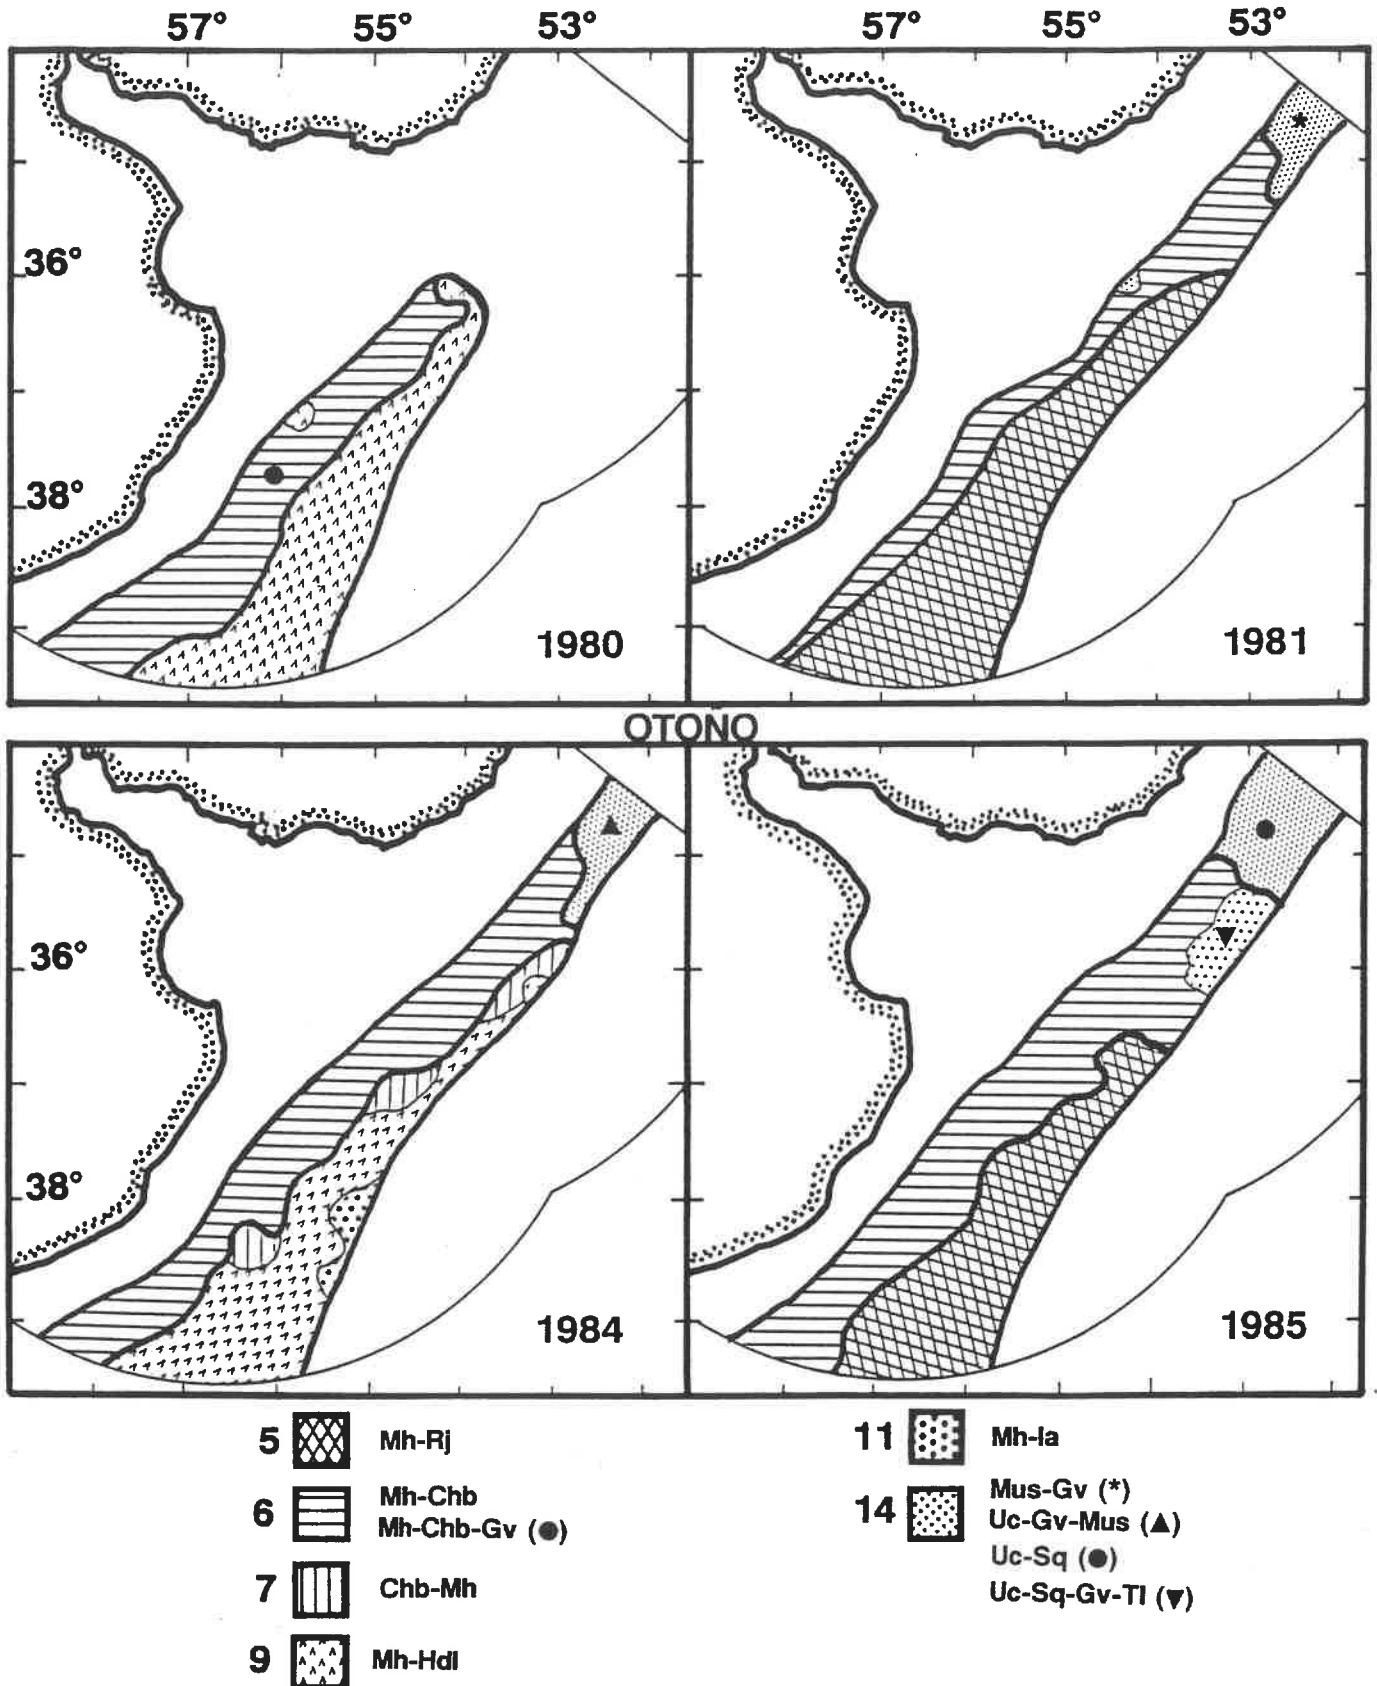 57° 55° 53° 57° 55° 53°
36°
38°
1980 1981
OTOÑO
36°
38°
1984 1985
5 Mh-Rj
6 Mh-Chb
Mh-Chb-Gv (●)
7 Chb-Mh
9 Mh-Hdl
11 Mh-Ia
14 Mus-Gv (*)
Uc-Gv-Mus (▲)
Uc-Sq (●)
Uc-Sq-Gv-Tl (▼)